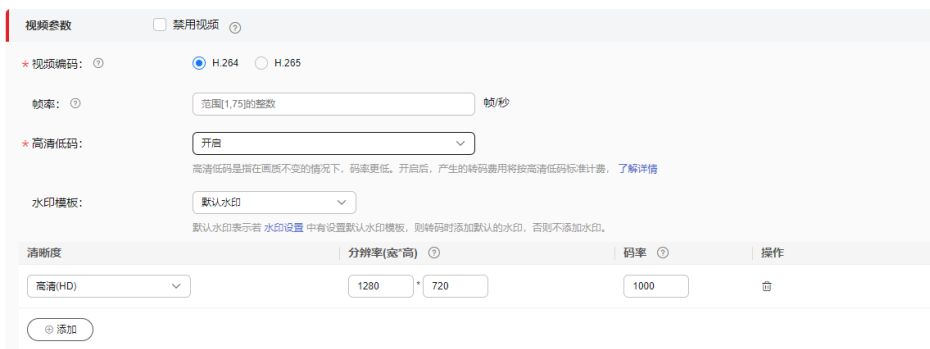 视频参数 禁用视频 ?
* 视频编码: ? H.264 H.265
帧率: ? 范围[1,75]的整数 帧/秒
* 高清低码: 开启
高清低码是指在画质不变的情况下，码率更低。开启后，产生的转码费用将按高清低码标准计费， 了解详情
水印模板: 默认水印
默认水印表示若 水印设置 中有设置默认水印模板，则转码时添加默认的水印，否则不添加水印。
清晰度 分辨率(宽*高) ? 码率 ? 操作
高清(HD) 1280 * 720 1000
添加